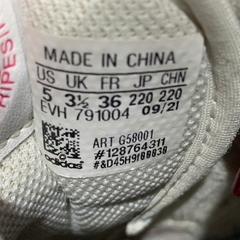 RIPESI
MADE IN CHINA
US UK FR JP CHN
5 3½ 36 220 220
EVH 791004 09/21
ART G58001
#128764311
adidas